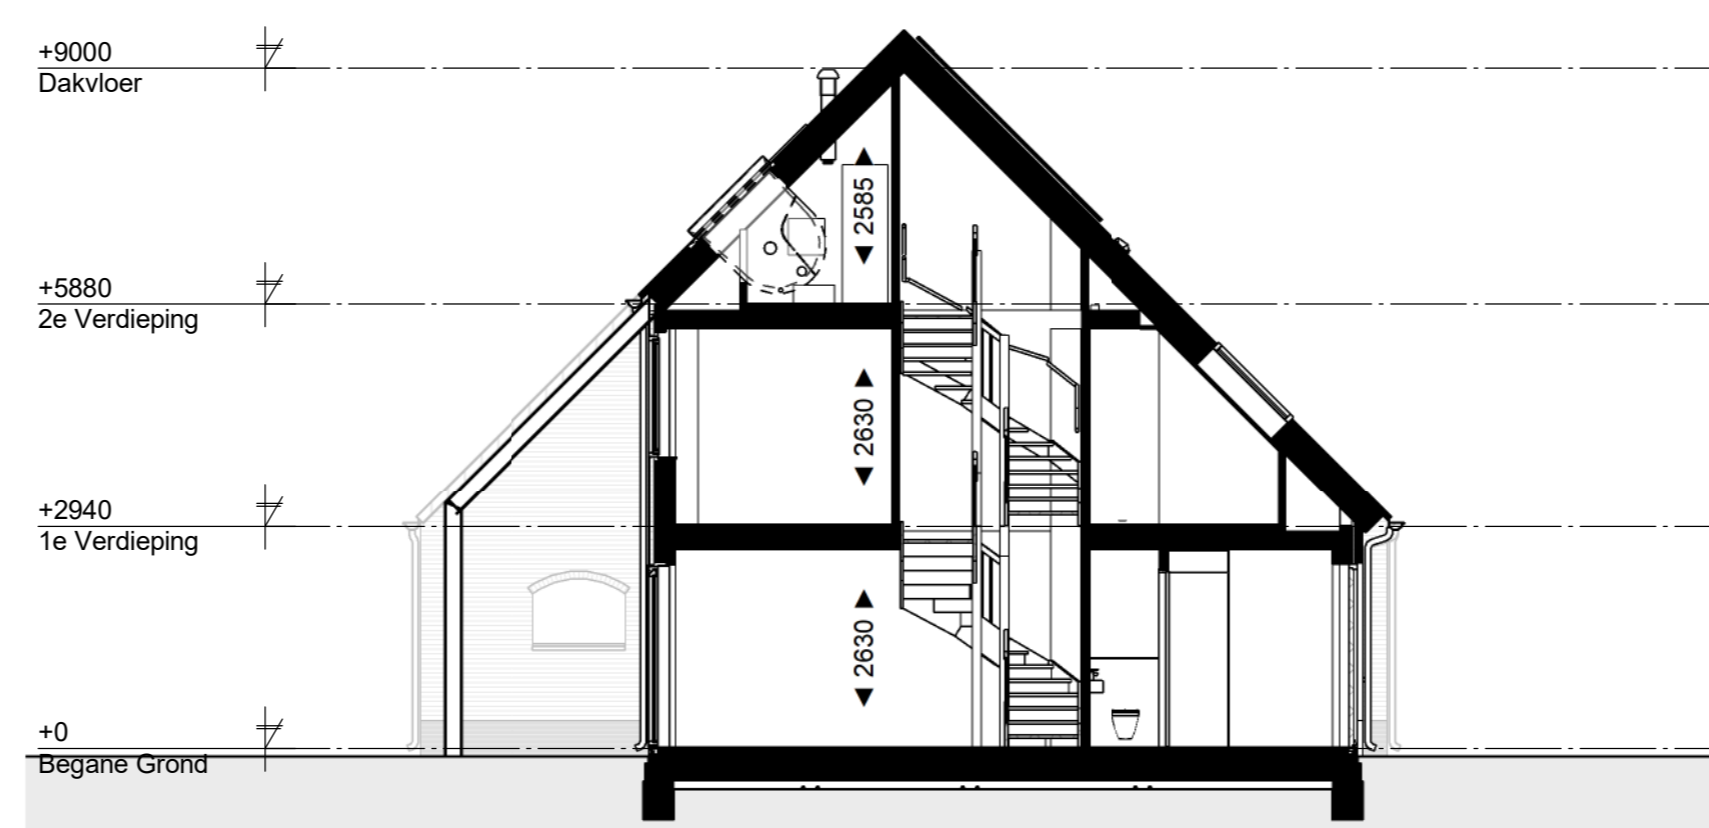 +9000
Dakvloer
2585
+5880
2e Verdieping
2630
+2940
1e Verdieping
2630
+0
Begane Grond